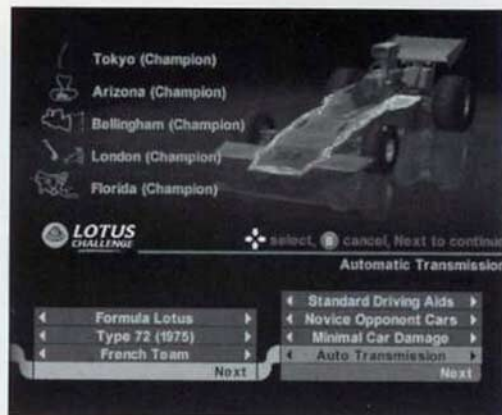 Tokyo (Champion)
Arizona (Champion)
Bellingham (Champion)
London (Champion)
Florida (Champion)
LOTUS
CHALLENGE
select, B cancel, Next to continue
Automatic Transmission
Formula Lotus
Type 72 (1975)
French Team
Next
Standard Driving Aids
Novice Opponent Cars
Minimal Car Damage
Auto Transmission
Next